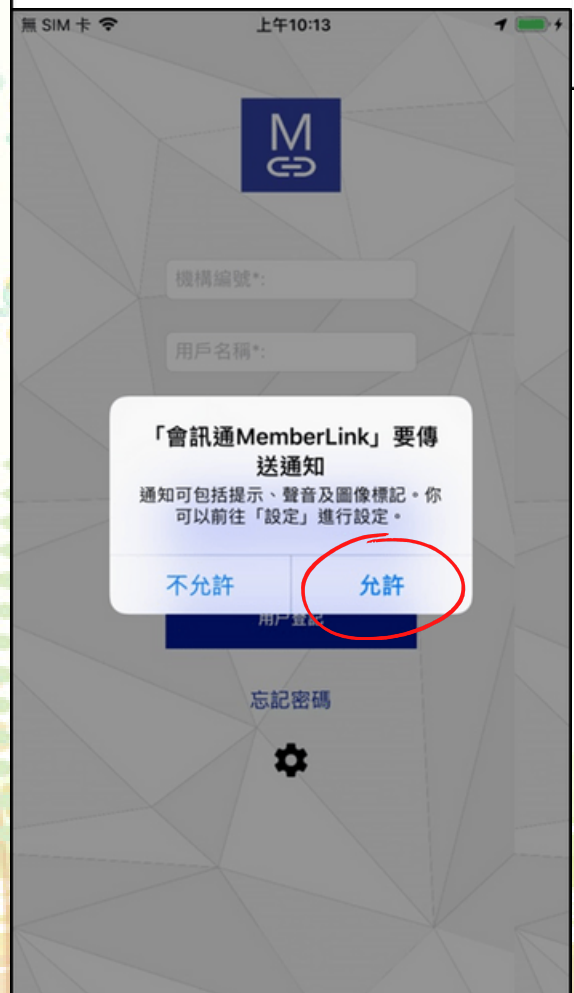 無 SIM 卡 上午10:13
M
機構編號*:
用戶名稱*:
「會訊通MemberLink」要傳
送通知
通知可包括提示、聲音及圖像標記。你
可以前往「設定」進行設定。
不允許 允許
用戶登記
忘記密碼